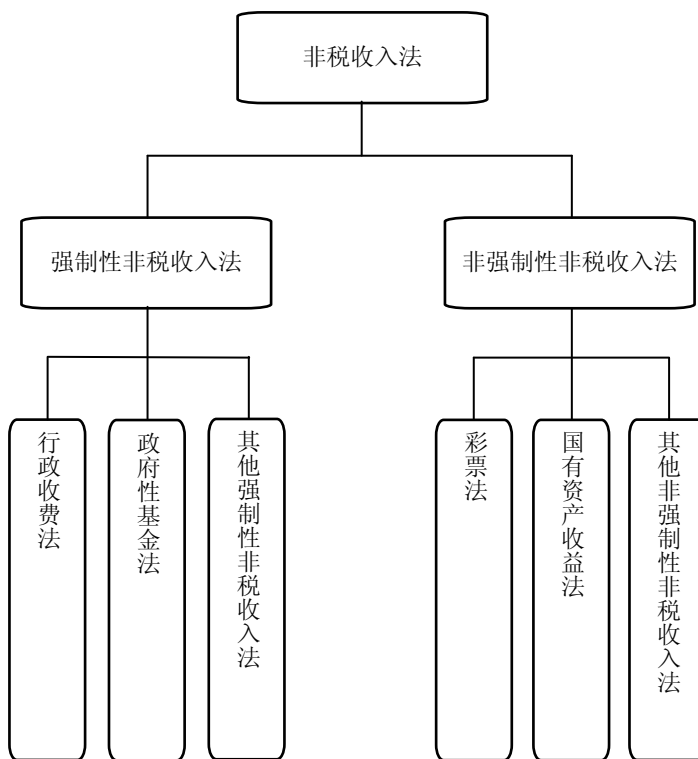 非税收入法
强制性非税收入法
非强制性非税收入法
行政收费法
政府性基金法
其他强制性非税收入法
彩票法
国有资产收益法
其他非强制性非税收入法